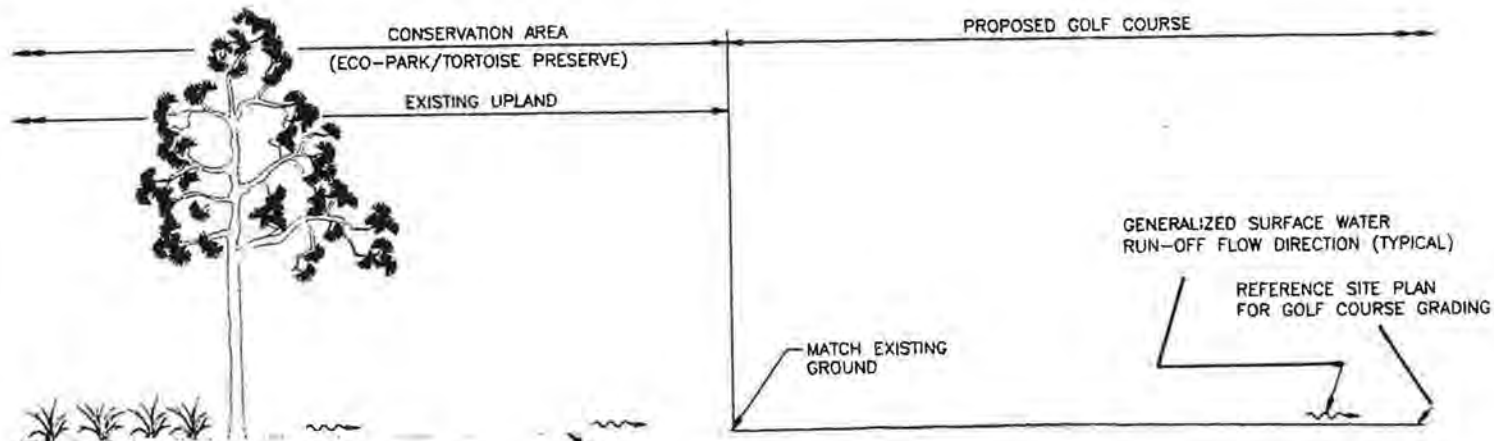 CONSERVATION AREA
(ECO-PARK/TORTOISE PRESERVE)
EXISTING UPLAND
PROPOSED GOLF COURSE
GENERALIZED SURFACE WATER
RUN-OFF FLOW DIRECTION (TYPICAL)
REFERENCE SITE PLAN
FOR GOLF COURSE GRADING
MATCH EXISTING
GROUND